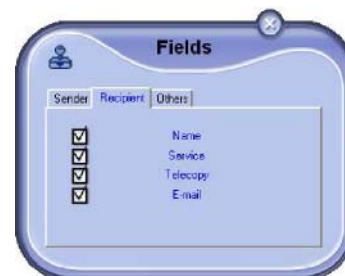 Fields
Sender Recipient Others
Name
Service
Telecopy
E-mail